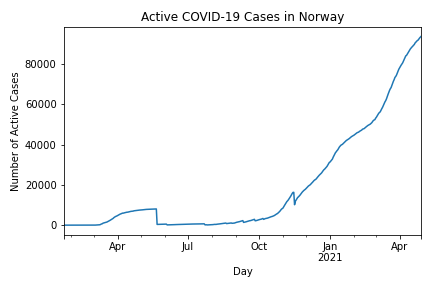 Active COVID-19 Cases in Norway
Number of Active Cases
80000
60000
40000
20000
0
Apr Jul Oct Jan Apr
2021
Day